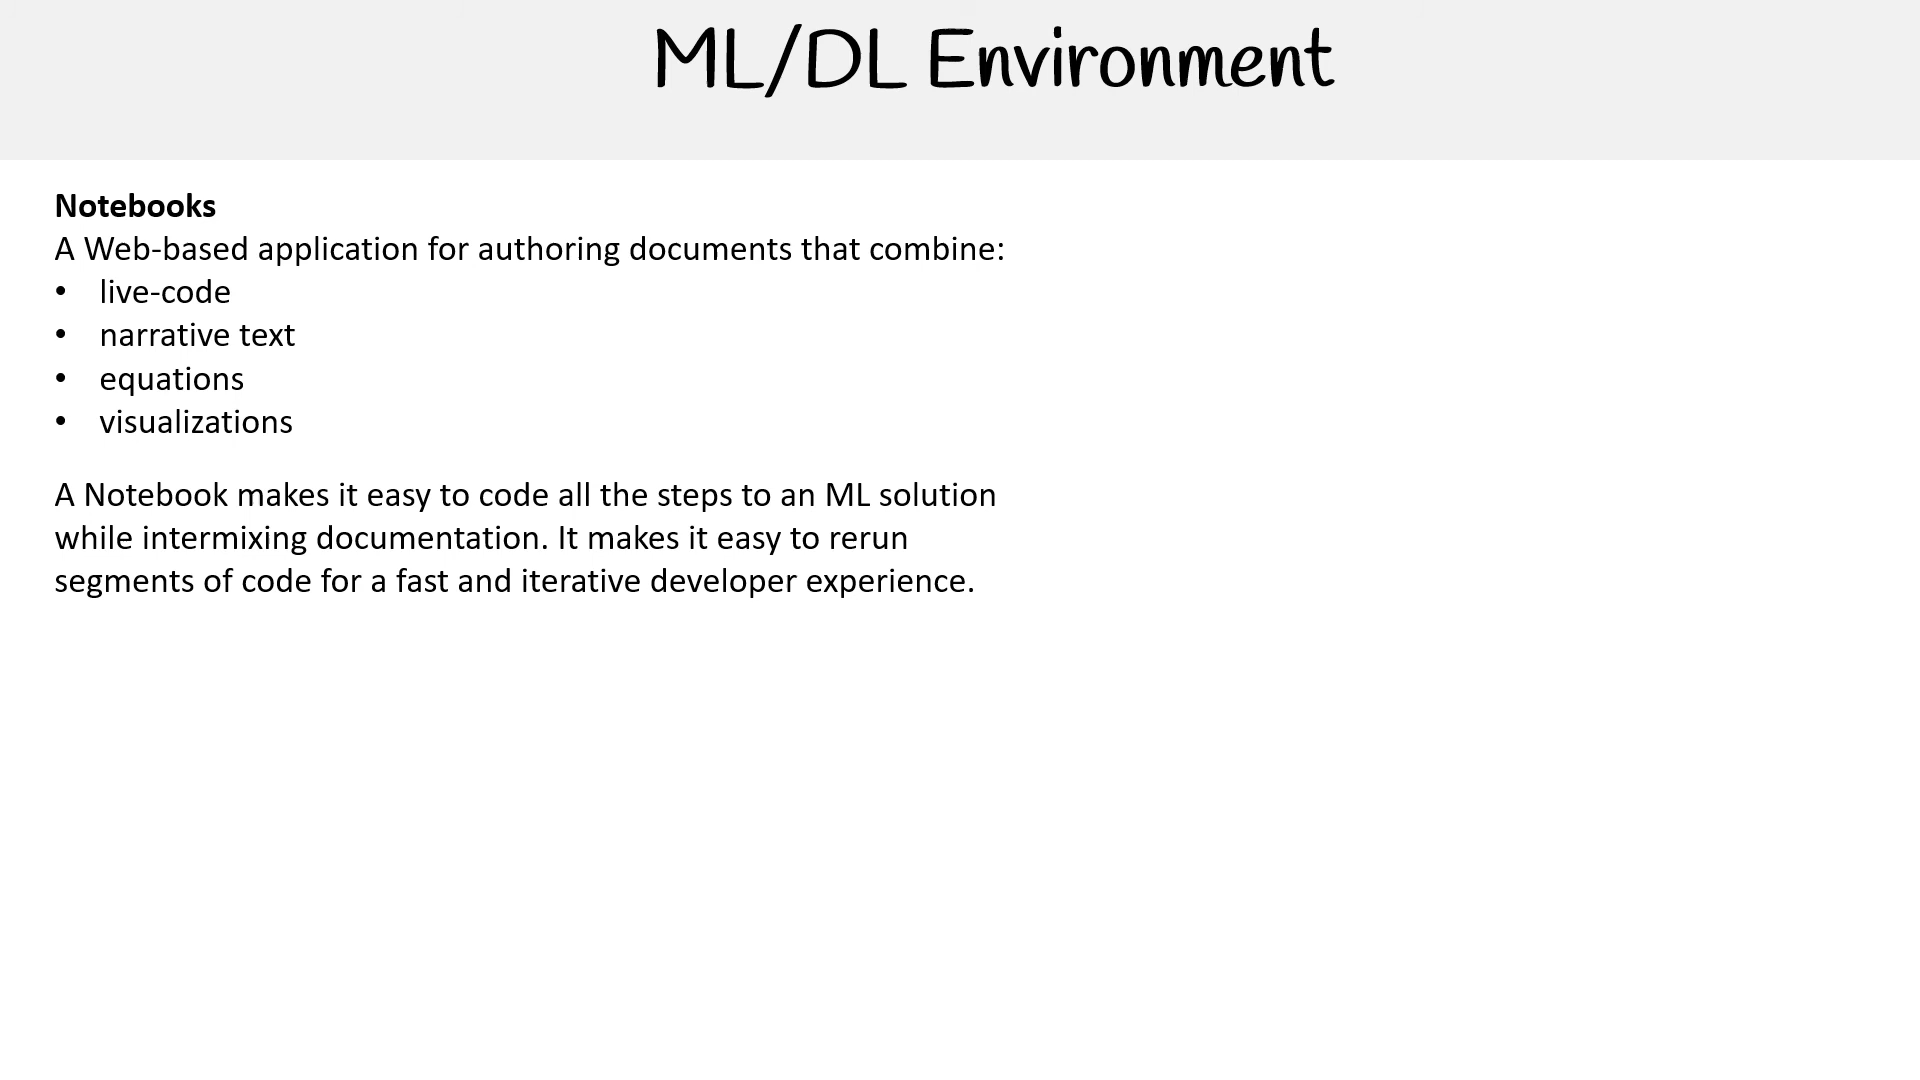 ML/DL Environment
Notebooks
A Web-based application for authoring documents that combine:
• live-code
• narrative text
• equations
• visualizations
A Notebook makes it easy to code all the steps to an ML solution
while intermixing documentation. It makes it easy to rerun
segments of code for a fast and iterative developer experience.